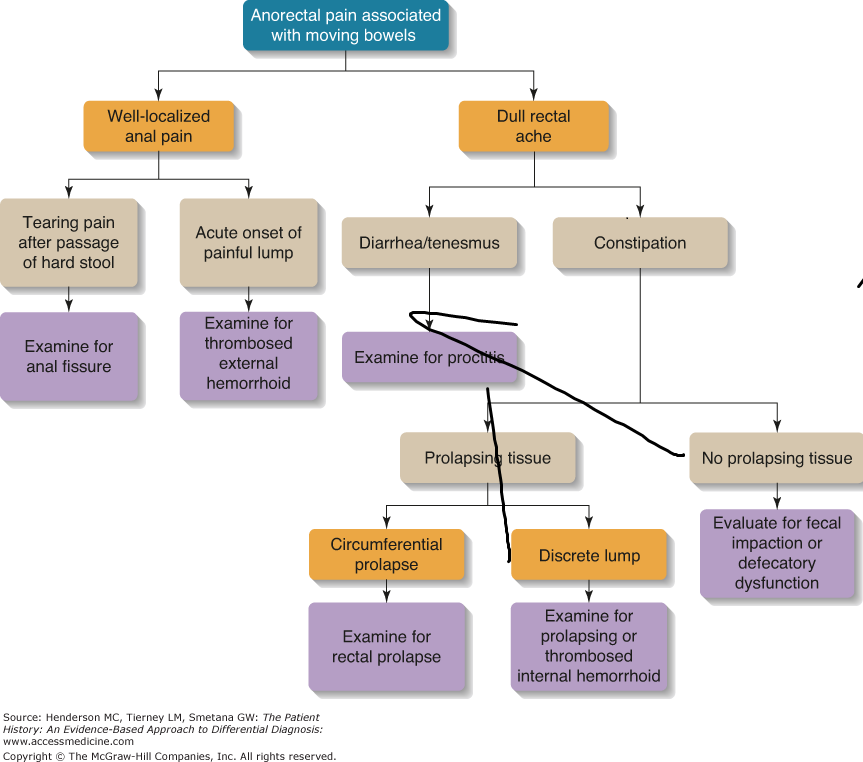 Anorectal pain associated
with moving bowels
Well-localized
anal pain
Dull rectal
ache
Tearing pain
after passage
of hard stool
Acute onset of
painful lump
Diarrhea/tenesmus
Constipation
Examine for
anal fissure
Examine for
thrombosed
external
hemorrhoid
Examine for proctitis
Prolapsing tissue
No prolapsing tissue
Circumferential
prolapse
Discrete lump
Evaluate for fecal
impaction or
defecatory
dysfunction
Examine for
rectal prolapse
Examine for
prolapsing or
thrombosed
internal hemorrhoid
Source: Henderson MC, Tierney LM, Smetana GW: The Patient
History: An Evidence-Based Approach to Differential Diagnosis:
www.accessmedicine.com
Copyright © The McGraw-Hill Companies, Inc. All rights reserved.